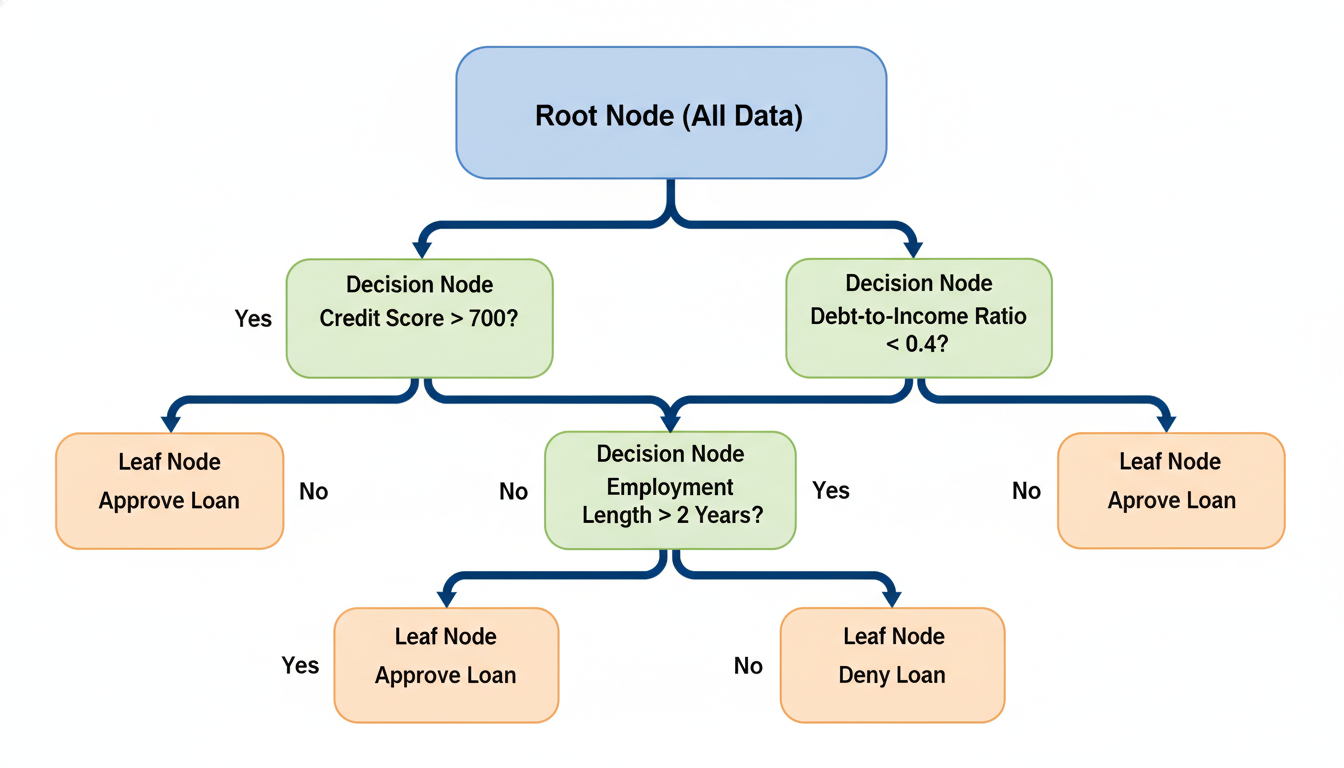 Root Node (All Data)
Decision Node
Credit Score > 700?
Yes
Decision Node
Debt-to-Income Ratio
< 0.4?
Leaf Node
Approve Loan
No
No
Decision Node
Employment
Length > 2 Years?
Yes
No
Leaf Node
Aprove Loan
Yes
Leaf Node
Approve Loan
No
Leaf Node
Deny Loan